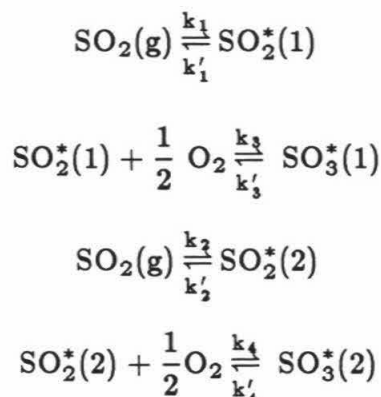 SO₂(g) k₁ ⇌ k′₁ SO₂*(1)
SO₂*(1) + 1/2 O₂ k₃ ⇌ k′₃ SO₃*(1)
SO₂(g) k₂ ⇌ k′₂ SO₂*(2)
SO₂*(2) + 1/2 O₂ k₄ ⇌ k′ SO₃*(2)